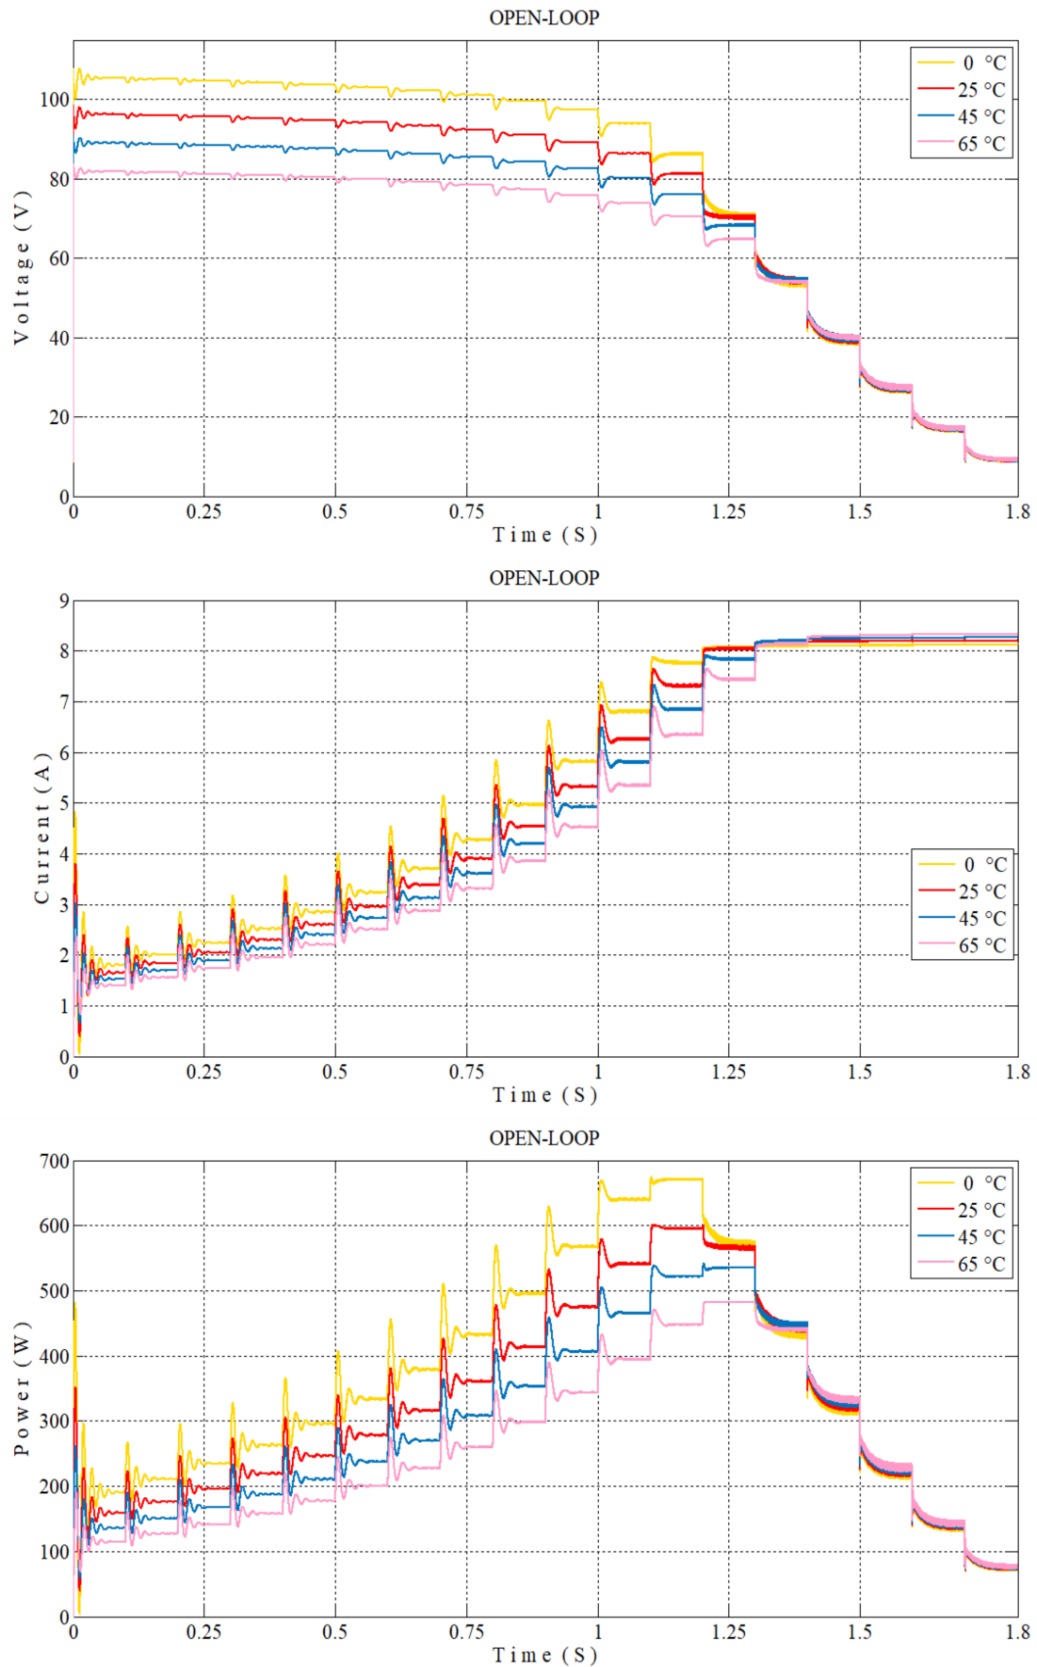 OPEN-LOOP
0 °C
25 °C
45 °C
65 °C
Voltage (V)
100
80
60
40
20
0
0 0.25 0.5 0.75 1 1.25 1.5 1.8
Time (S)
OPEN-LOOP
Current (A)
9
8
7
6
5
4
3
2
1
0
0 °C
25 °C
45 °C
65 °C
0 0.25 0.5 0.75 1 1.25 1.5 1.8
Time (S)
OPEN-LOOP
0 °C
25 °C
45 °C
65 °C
Power (W)
700
600
500
400
300
200
100
0
0 0.25 0.5 0.75 1 1.25 1.5 1.8
Time (S)